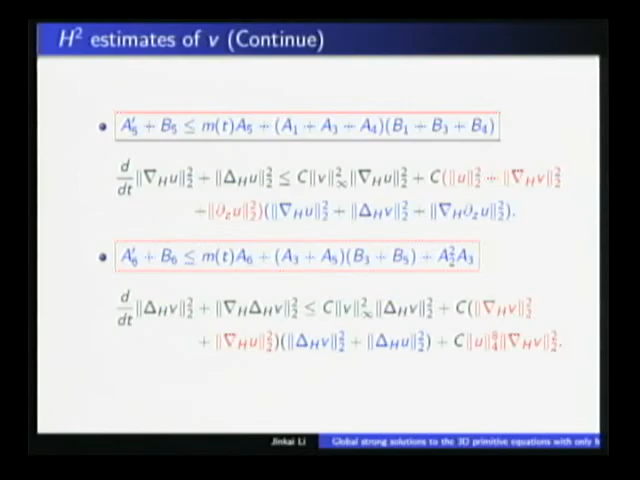 H² estimates of v (Continue)
• A′₅ + B₅ ≤ m(t)A₅ + (A₁ + A₃ + A₄)(B₁ + B₃ + B₄)
d/dt ‖∇_H u‖₂² + ‖Δ_H u‖₂² ≤ C‖v‖²_∞ ‖∇_H u‖₂² + C(‖u‖₂² + ‖∇_H v‖₂²
+‖∂_z u‖₂²)(‖∇_H u‖₂² + ‖Δ_H v‖₂² + ‖∇_H ∂_z u‖₂²).
• A′₆ + B₆ ≤ m(t)A₆ + (A₃ + A₅)(B₃ + B₅) + A₂²A₃
d/dt ‖Δ_H v‖₂² + ‖∇_H Δ_H v‖₂² ≤ C‖v‖²_∞ ‖Δ_H v‖₂² + C(‖∇_H v‖₂²
+ ‖∇_H u‖₂²)(‖Δ_H v‖₂² + ‖Δ_H u‖₂²) + C‖u‖₄⁸‖∇_H v‖₂².
Jinkai Li Global strong solutions to the 3D primitive equations with only h